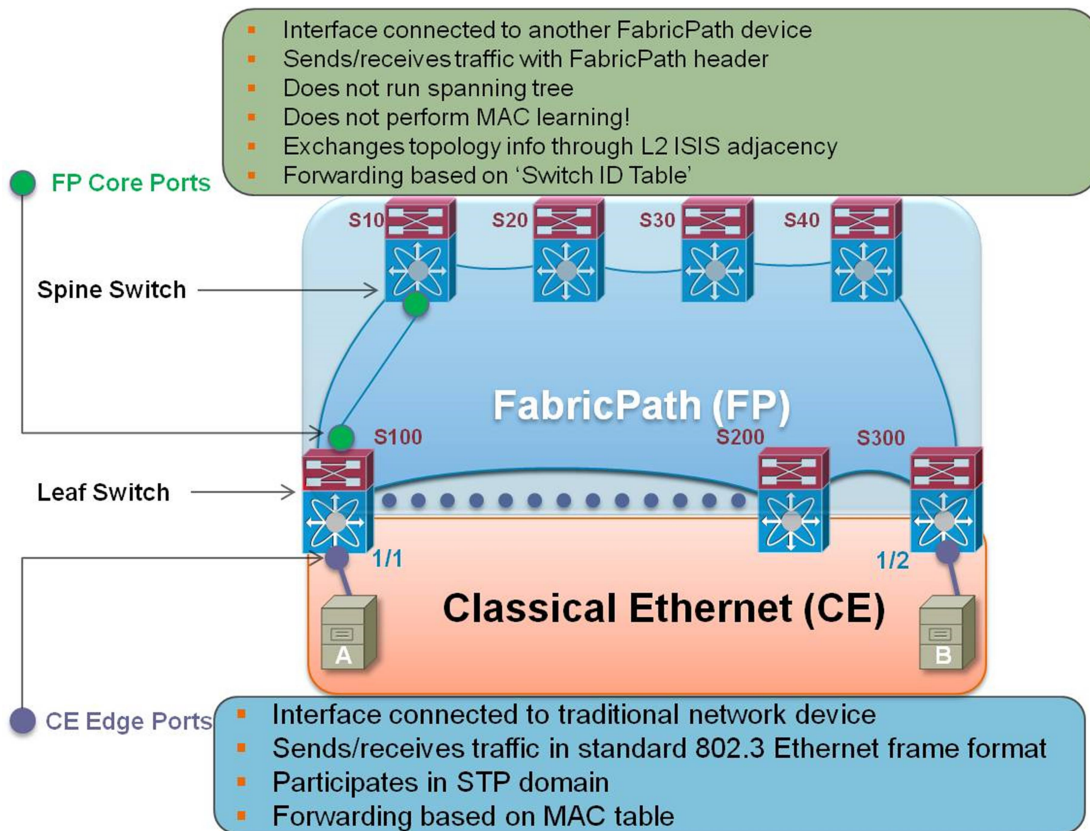 Interface connected to another FabricPath device
Sends/receives traffic with FabricPath header
Does not run spanning tree
Does not perform MAC learning!
Exchanges topology info through L2 ISIS adjacency
Forwarding based on ‘Switch ID Table’
FP Core Ports
S10
S20
S30
S40
Spine Switch
FabricPath (FP)
S100
S200
S300
Leaf Switch
1/1
1/2
Classical Ethernet (CE)
A
B
CE Edge Ports
Interface connected to traditional network device
Sends/receives traffic in standard 802.3 Ethernet frame format
Participates in STP domain
Forwarding based on MAC table